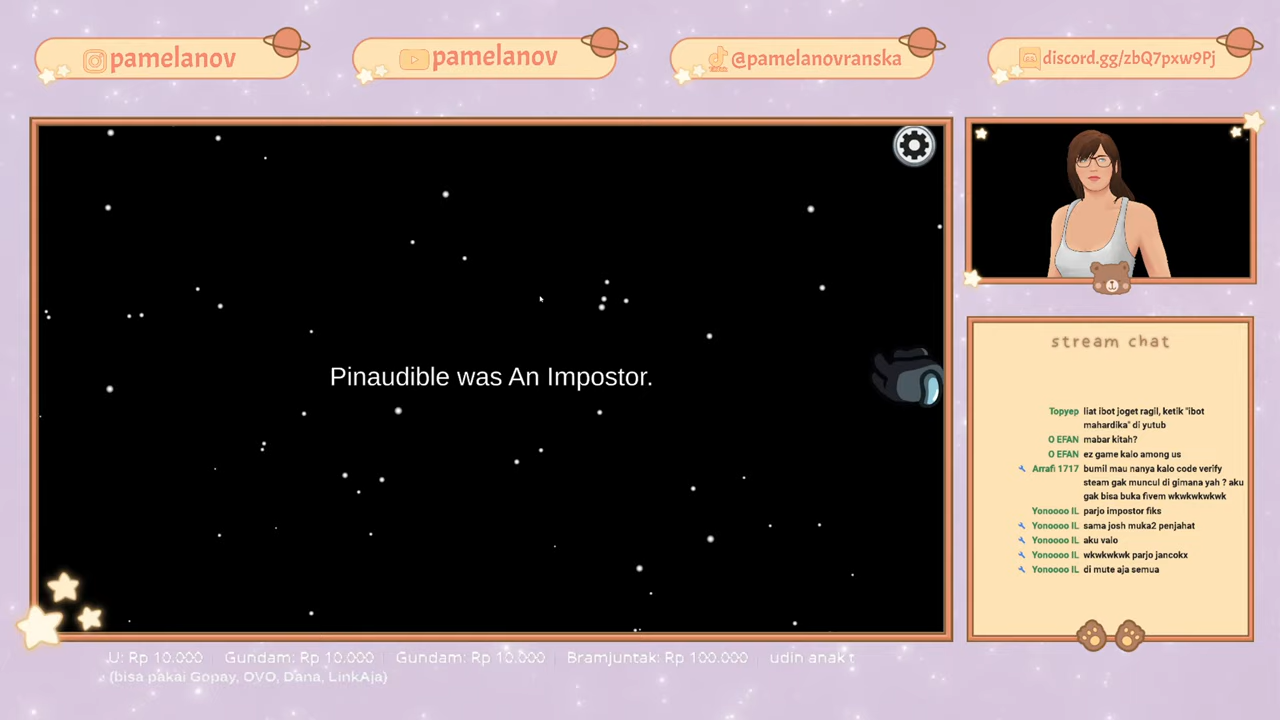 pamelanov
pamelanov
@pamelanovranska
discord.gg/zbQ7pxw9Pj
Pinaudible was An Impostor.
stream chat
Topyep liat ibot joget ragil, ketik "ibot
mahardika" di yutub
O EFAN mabar kitah?
O EFAN ez game kalo among us
Arrafi 1717 bumil mau nanya kalo code verify
steam gak muncul di gimana yah ? aku
gak bisa buka fivem wkwkwkwkwk
Yonoooo IL parjo impostor fiks
Yonoooo IL sama josh muka2 penjahat
Yonoooo IL aku valo
Yonoooo IL wkwkwkwk parjo jancokx
Yonoooo IL di mute aja semua
U: Rp 10.000 Gundam: Rp 10.000 Gundam: Rp 10.000 Bramjuntak: Rp 100.000 udin anak t
(bisa pakai Gopay, OVO, Dana, LinkAja)